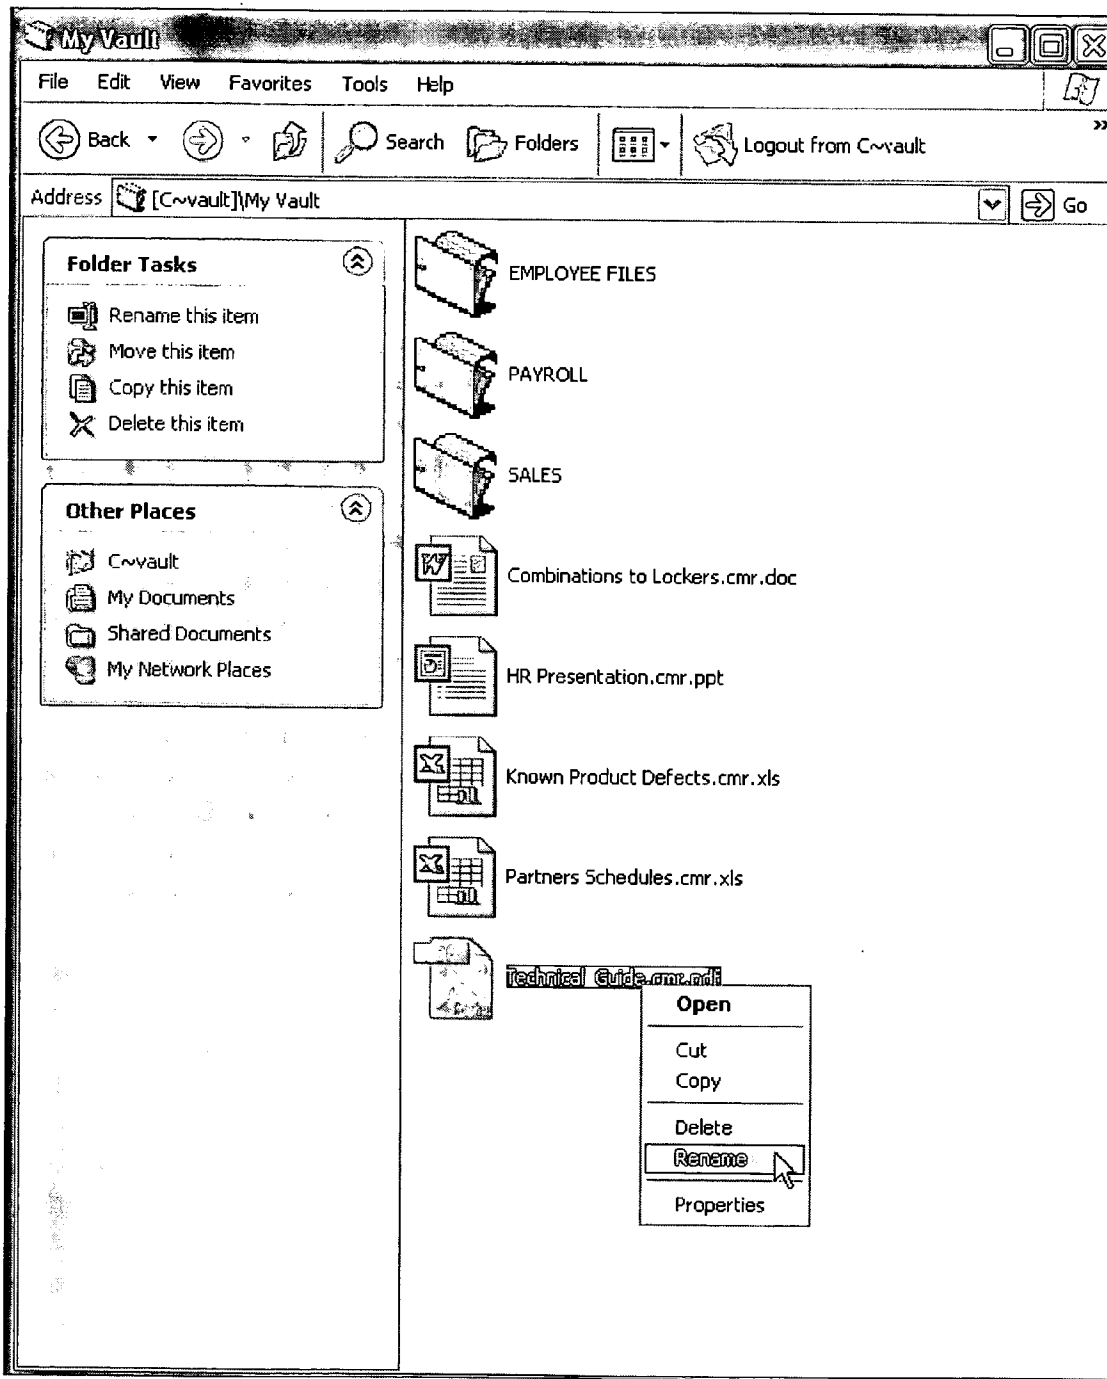 My Vault
File Edit View Favorites Tools Help
Back Search Folders Logout from C~vault »
Address [C~vault]\My Vault Go
Folder Tasks
Rename this item
Move this item
Copy this item
Delete this item
Other Places
C~vault
My Documents
Shared Documents
My Network Places
EMPLOYEE FILES
PAYROLL
SALES
Combinations to Lockers.cmr.doc
HR Presentation.cmr.ppt
Known Product Defects.cmr.xls
Partners Schedules.cmr.xls
Technical Guide.cmr.pdf
Open
Cut
Copy
Delete
Rename
Properties